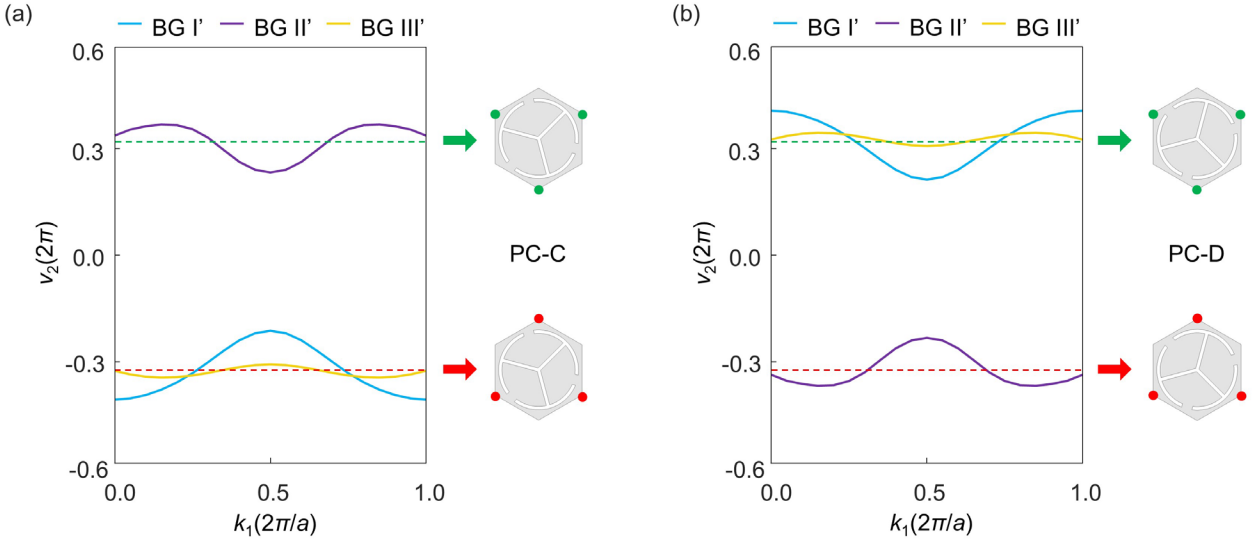 (a)
BG I’ BG II’ BG III’
0.6
0.3
0.0
-0.3
-0.6
v2(2π)
0.0 0.5 1.0
k1(2π/a)
PC-C
(b)
BG I’ BG II’ BG III’
0.6
0.3
0.0
-0.3
-0.6
v2(2π)
0.0 0.5 1.0
k1(2π/a)
PC-D